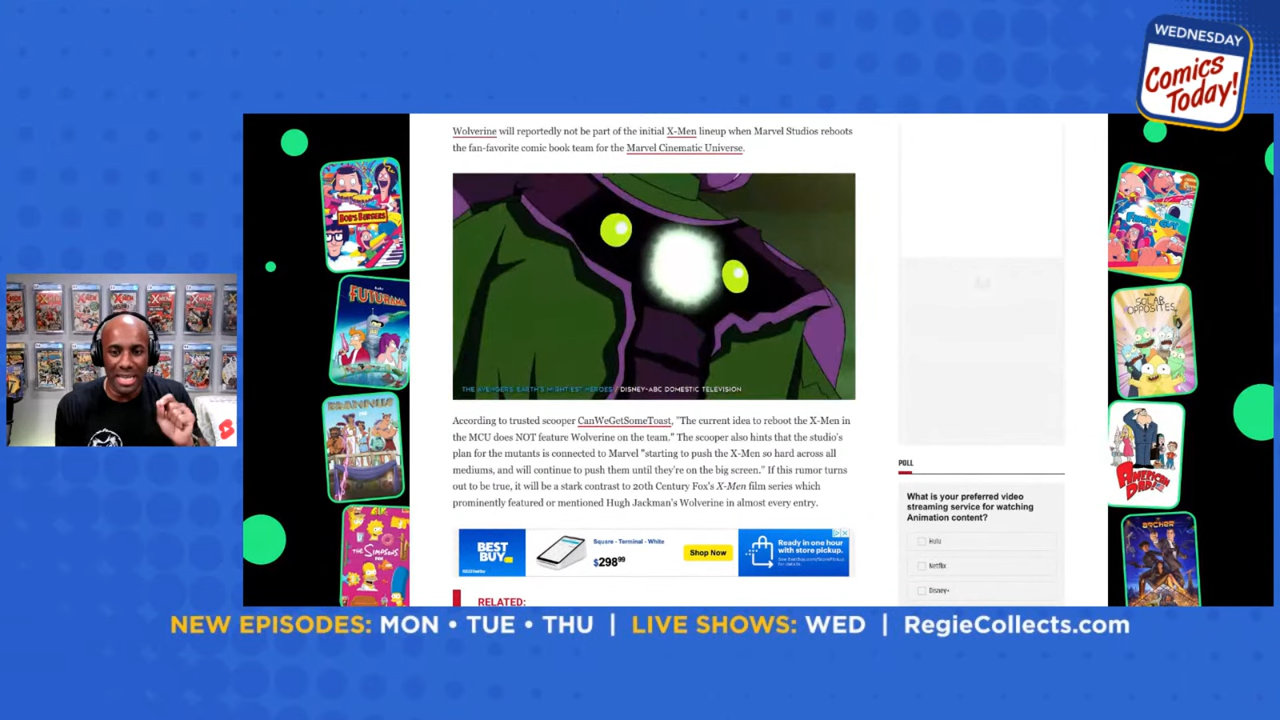 WEDNESDAY
Comics
Today!
Wolverine will reportedly not be part of the initial X-Men lineup when Marvel Studios reboots
the fan-favorite comic book team for the Marvel Cinematic Universe.
BOB'S BURGERS
FUTURAMA
THE SIMPSONS
FAMILY GUY
SOLAR
OPPOSITES
AMERICAN
DAD!
ARCHER
THE AVENGERS: EARTH'S MIGHTIEST HEROES / DISNEY-ABC DOMESTIC TELEVISION
According to trusted scooper CanWeGetSomeToast, "The current idea to reboot the X-Men in
the MCU does NOT feature Wolverine on the team." The scooper also hints that the studio's
plan for the mutants is connected to Marvel "starting to push the X-Men so hard across all
mediums, and will continue to push them until they're on the big screen." If this rumor turns
out to be true, it will be a stark contrast to 20th Century Fox's X-Men film series which
prominently featured or mentioned Hugh Jackman's Wolverine in almost every entry.
POLL
What is your preferred video
streaming service for watching
Animation content?
Hulu
Netflix
Disney+
BEST
BUY
Square - Terminal - White
$298.99
Shop Now
Ready in one hour
with store pickup.
RELATED:
NEW EPISODES: MON • TUE • THU | LIVE SHOWS: WED | RegieCollects.com